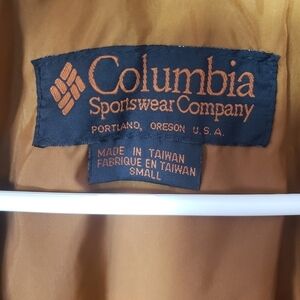 Columbia
Sportswear Company
PORTLAND, OREGON U.S.A.
MADE IN TAIWAN
FABRIQUE EN TAIWAN
SMALL